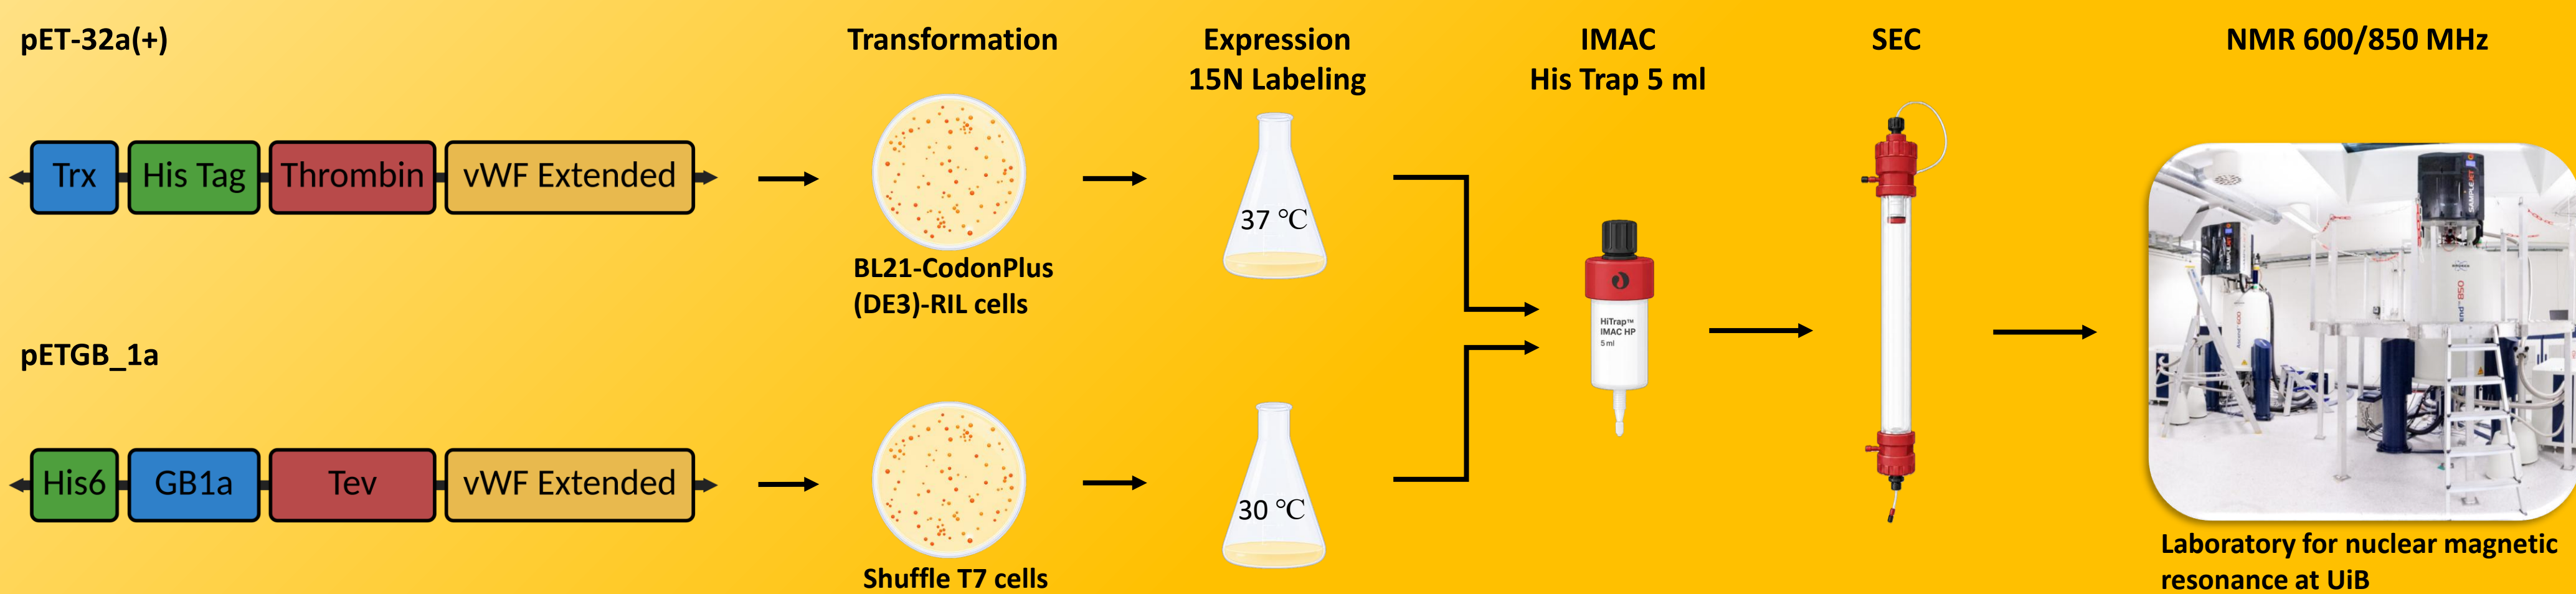 pET-32a(+)
Transformation
Expression
15N Labeling
IMAC
His Trap 5 ml
SEC
NMR 600/850 MHz
Trx
His Tag
Thrombin
vWF Extended
BL21-CodonPlus
(DE3)-RIL cells
37 °C
HiTrap™
IMAC HP
5 ml
SAMPLEJET
pETGB_1a
His6
GB1a
Tev
vWF Extended
Shuffle T7 cells
30 °C
Laboratory for nuclear magnetic
resonance at UiB